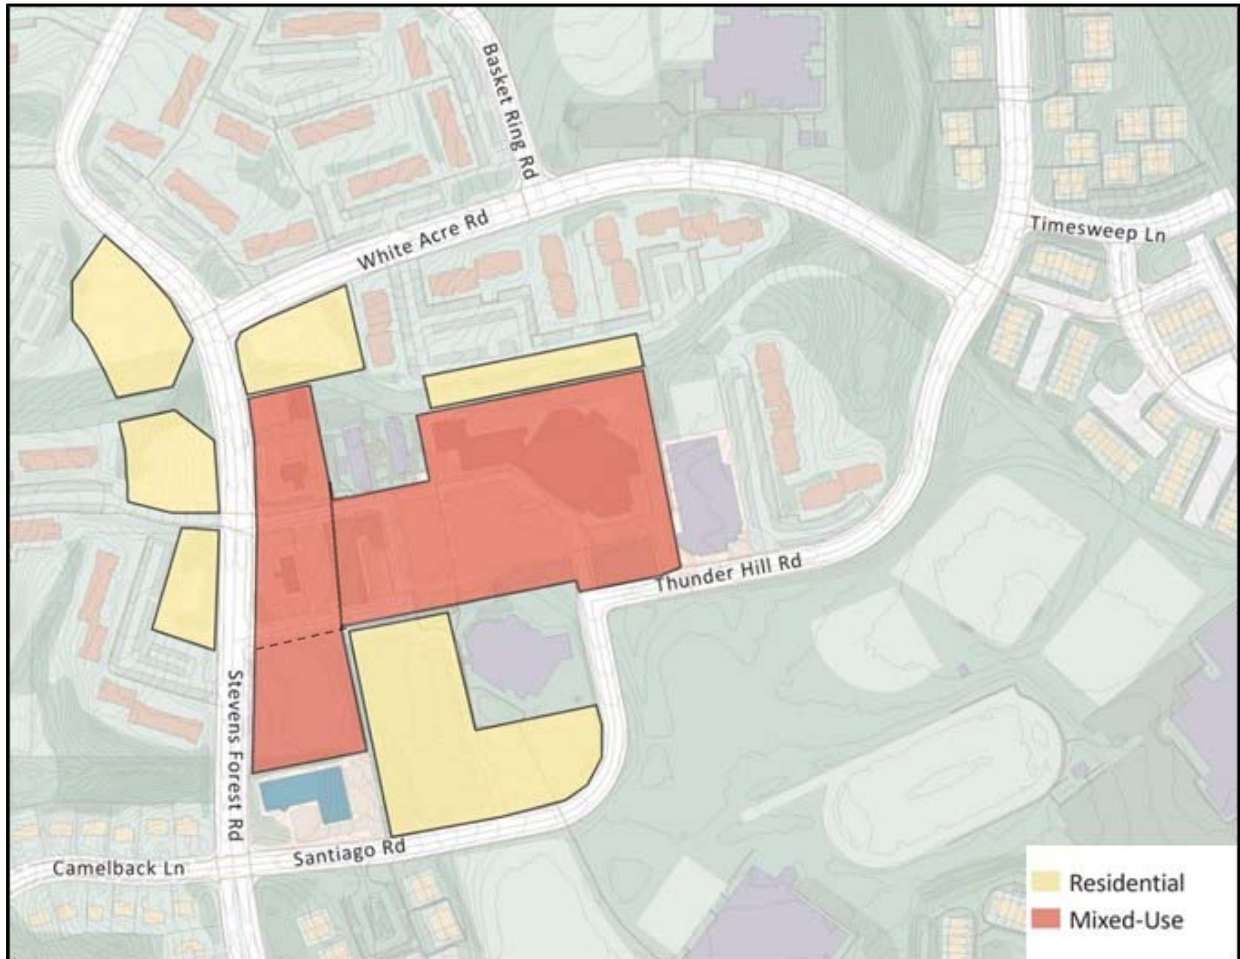 Basket Ring Rd
White Acre Rd
Timesweep Ln
Thunder Hill Rd
Stevens Forest Rd
Santiago Rd
Camelback Ln
Residential
Mixed-Use